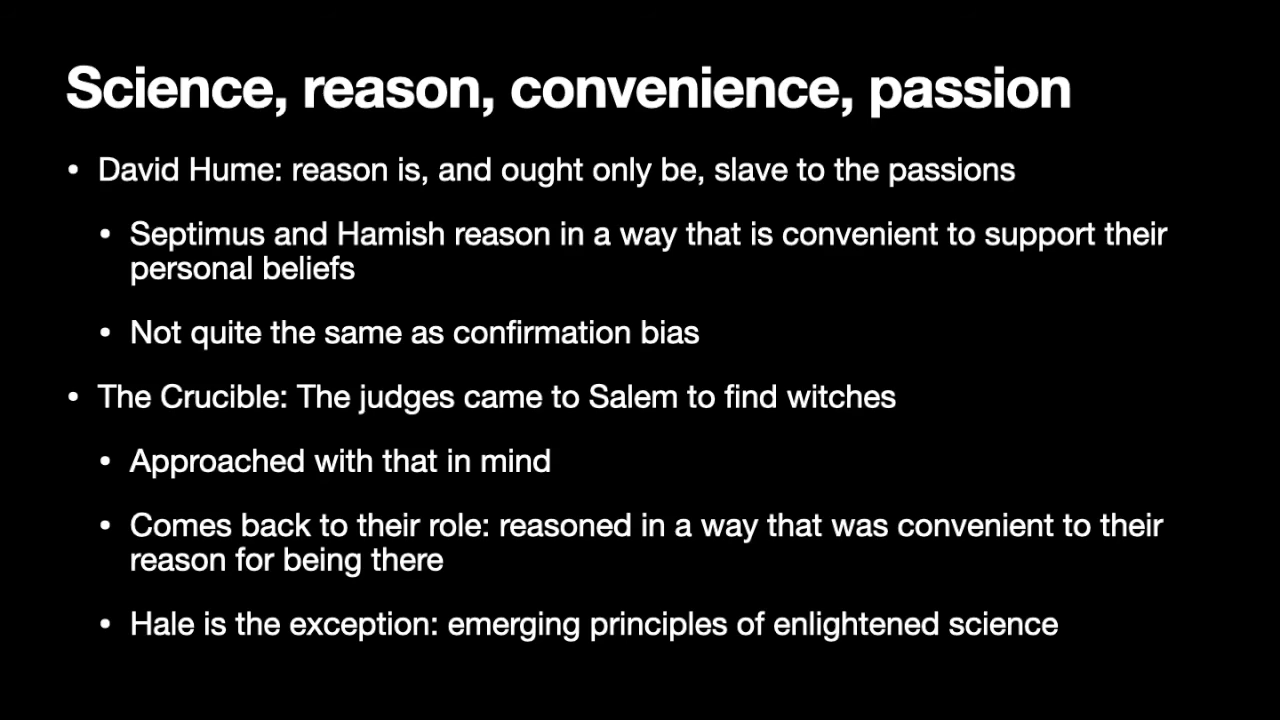 Science, reason, convenience, passion
• David Hume: reason is, and ought only be, slave to the passions
• Septimus and Hamish reason in a way that is convenient to support their
personal beliefs
• Not quite the same as confirmation bias
• The Crucible: The judges came to Salem to find witches
• Approached with that in mind
• Comes back to their role: reasoned in a way that was convenient to their
reason for being there
• Hale is the exception: emerging principles of enlightened science